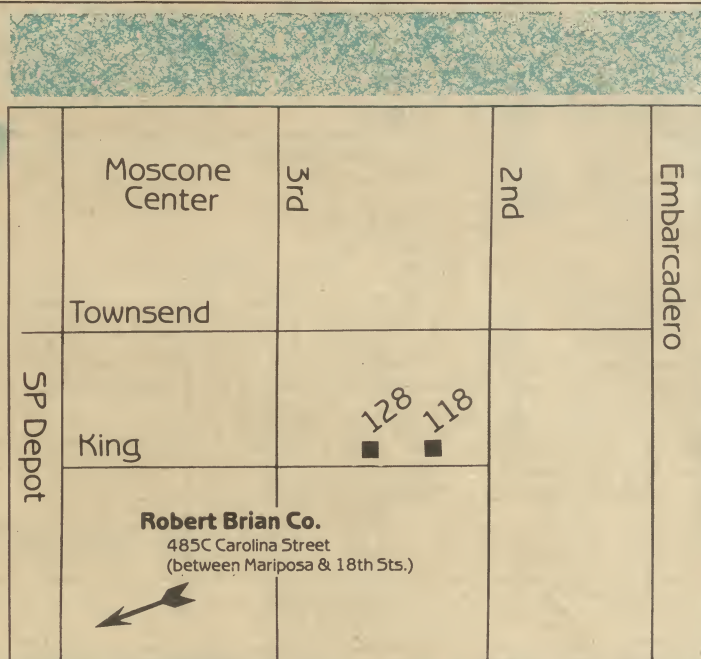 Moscone
Center
3rd
2nd
Embarcadero
Townsend
SP Depot
King
128
118
Robert Brian Co.
485C Carolina Street
(between Mariposa & 18th Sts.)